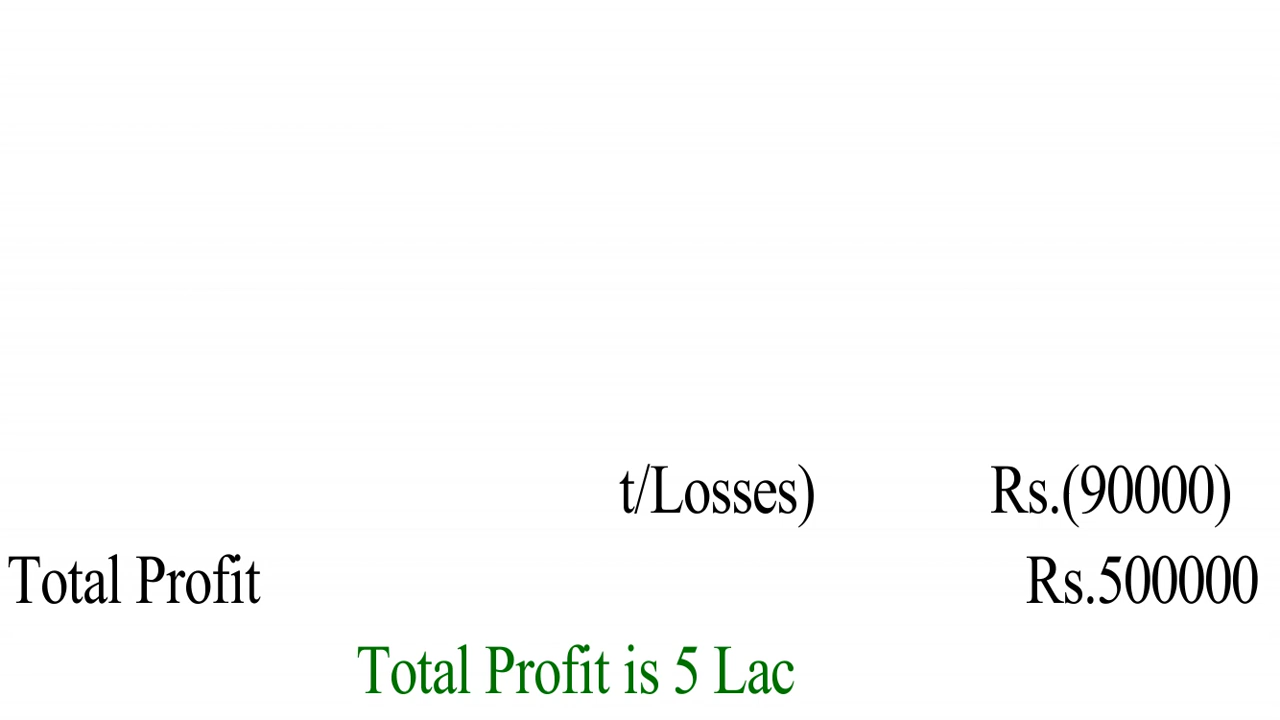 t/Losses) Rs.(90000)
Total Profit Rs.500000
Total Profit is 5 Lac